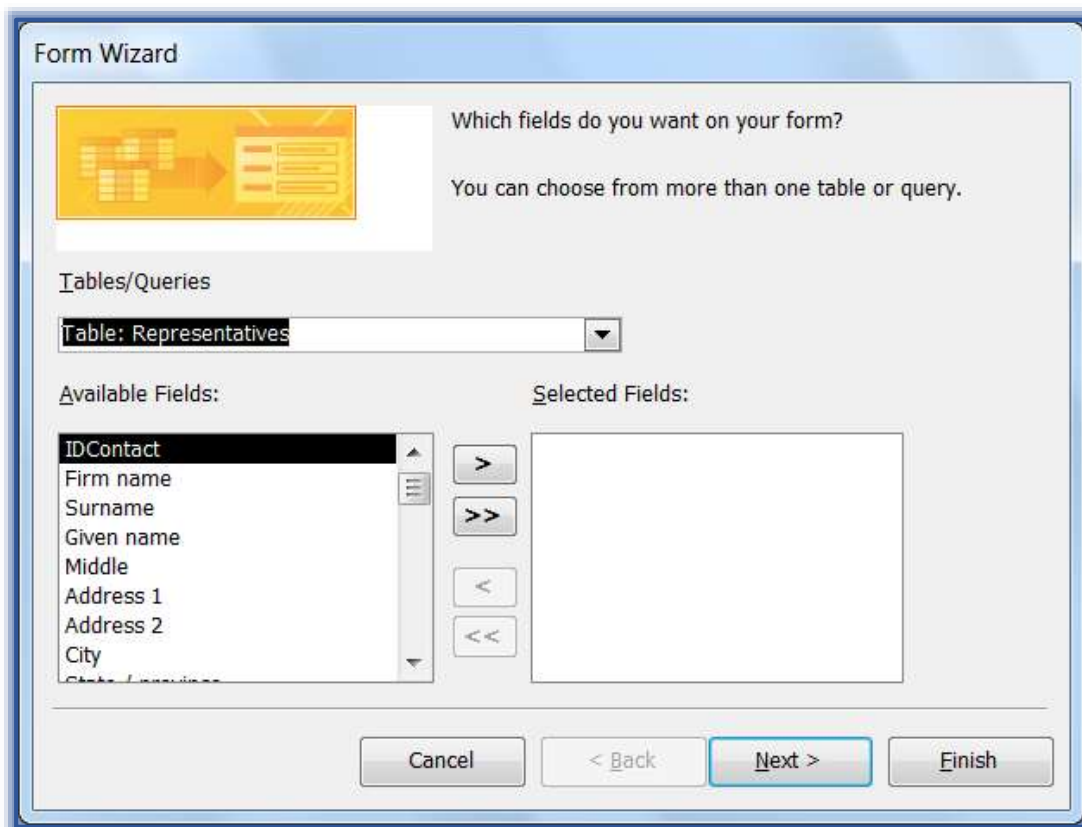 Form Wizard
Which fields do you want on your form?
You can choose from more than one table or query.
Tables/Queries
Table: Representatives
Available Fields:
Selected Fields:
IDContact
Firm name
Surname
Given name
Middle
Address 1
Address 2
City
State / province
>
>>
<
<<
Cancel
< Back
Next >
Finish